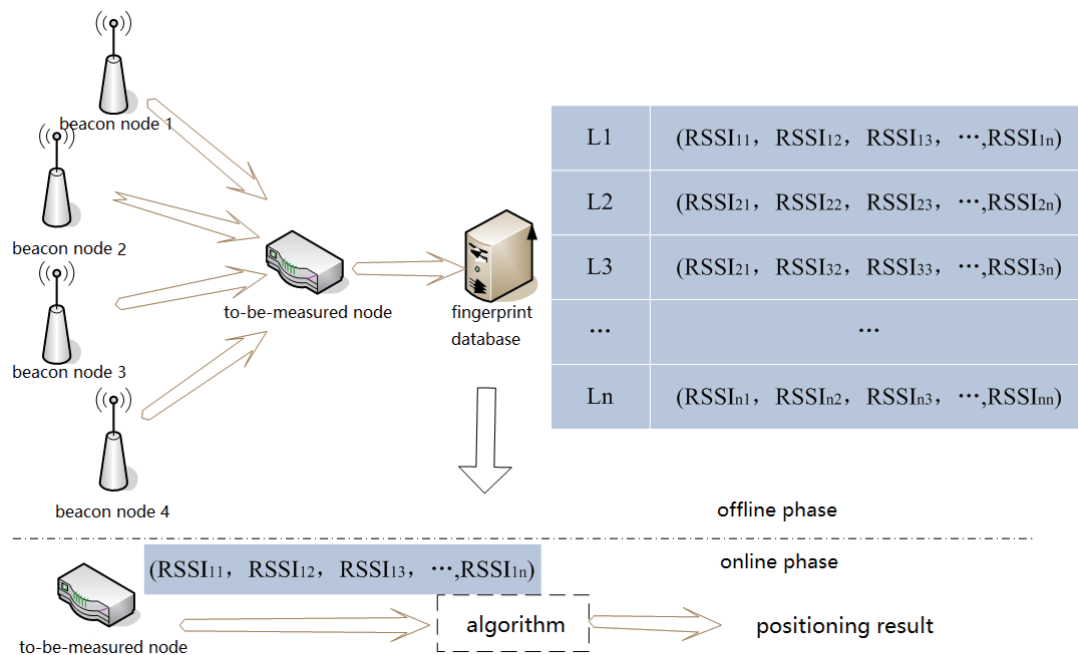 beacon node 1
beacon node 2
beacon node 3
beacon node 4
to-be-measured node
fingerprint
database
L1 (RSSI₁₁， RSSI₁₂， RSSI₁₃， ⋯,RSSI₁ₙ)
L2 (RSSI₂₁， RSSI₂₂， RSSI₂₃， ⋯,RSSI₂ₙ)
L3 (RSSI₂₁， RSSI₃₂， RSSI₃₃， ⋯,RSSI₃ₙ)
⋯ ⋯
Ln (RSSIₙ₁， RSSIₙ₂， RSSIₙ₃， ⋯,RSSIₙₙ)
offline phase
online phase
(RSSI₁₁， RSSI₁₂， RSSI₁₃， ⋯,RSSI₁ₙ)
to-be-measured node
algorithm
positioning result